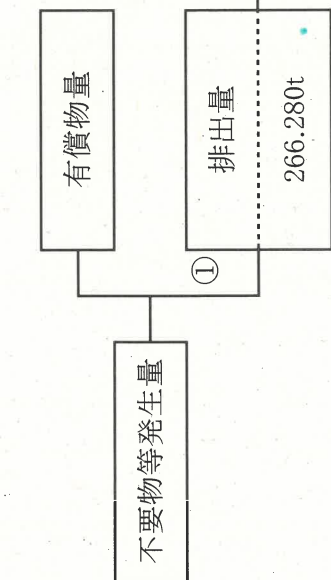 不要物等発生量
有償物量
①
排出量
266.280t